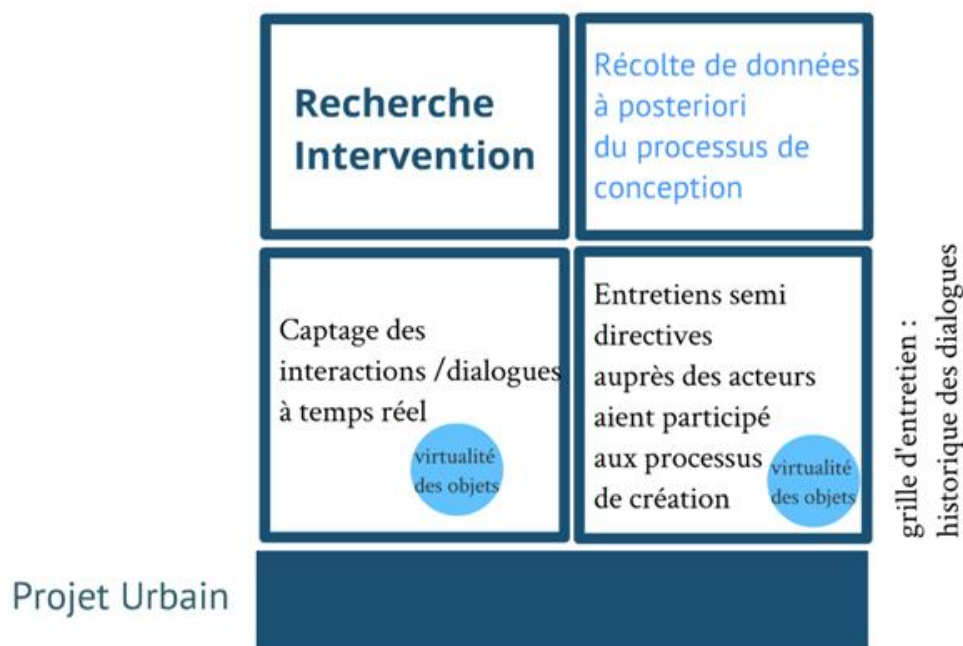 Recherche
Intervention
Récolte de données
à posteriori
du processus de
conception
Captage des
interactions /dialogues
à temps réel
virtualité
des objets
Entretiens semi
directives
auprès des acteurs
aient participé
aux processus
de création
virtualité
des objets
grille d'entretien :
historique des dialogues
Projet Urbain